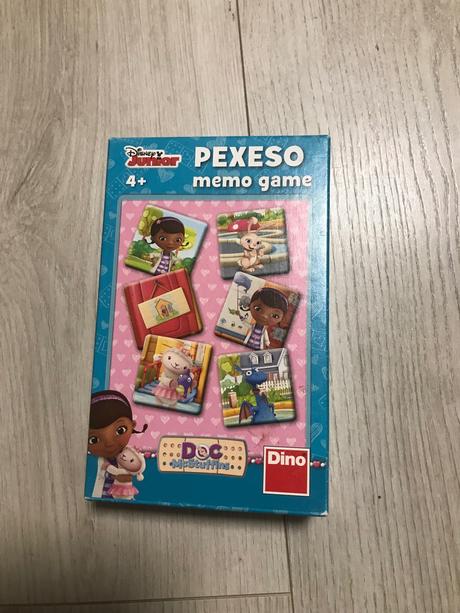 Disney
Junior
PEXESO
4+
memo game
DOC
McStuffins
Dino